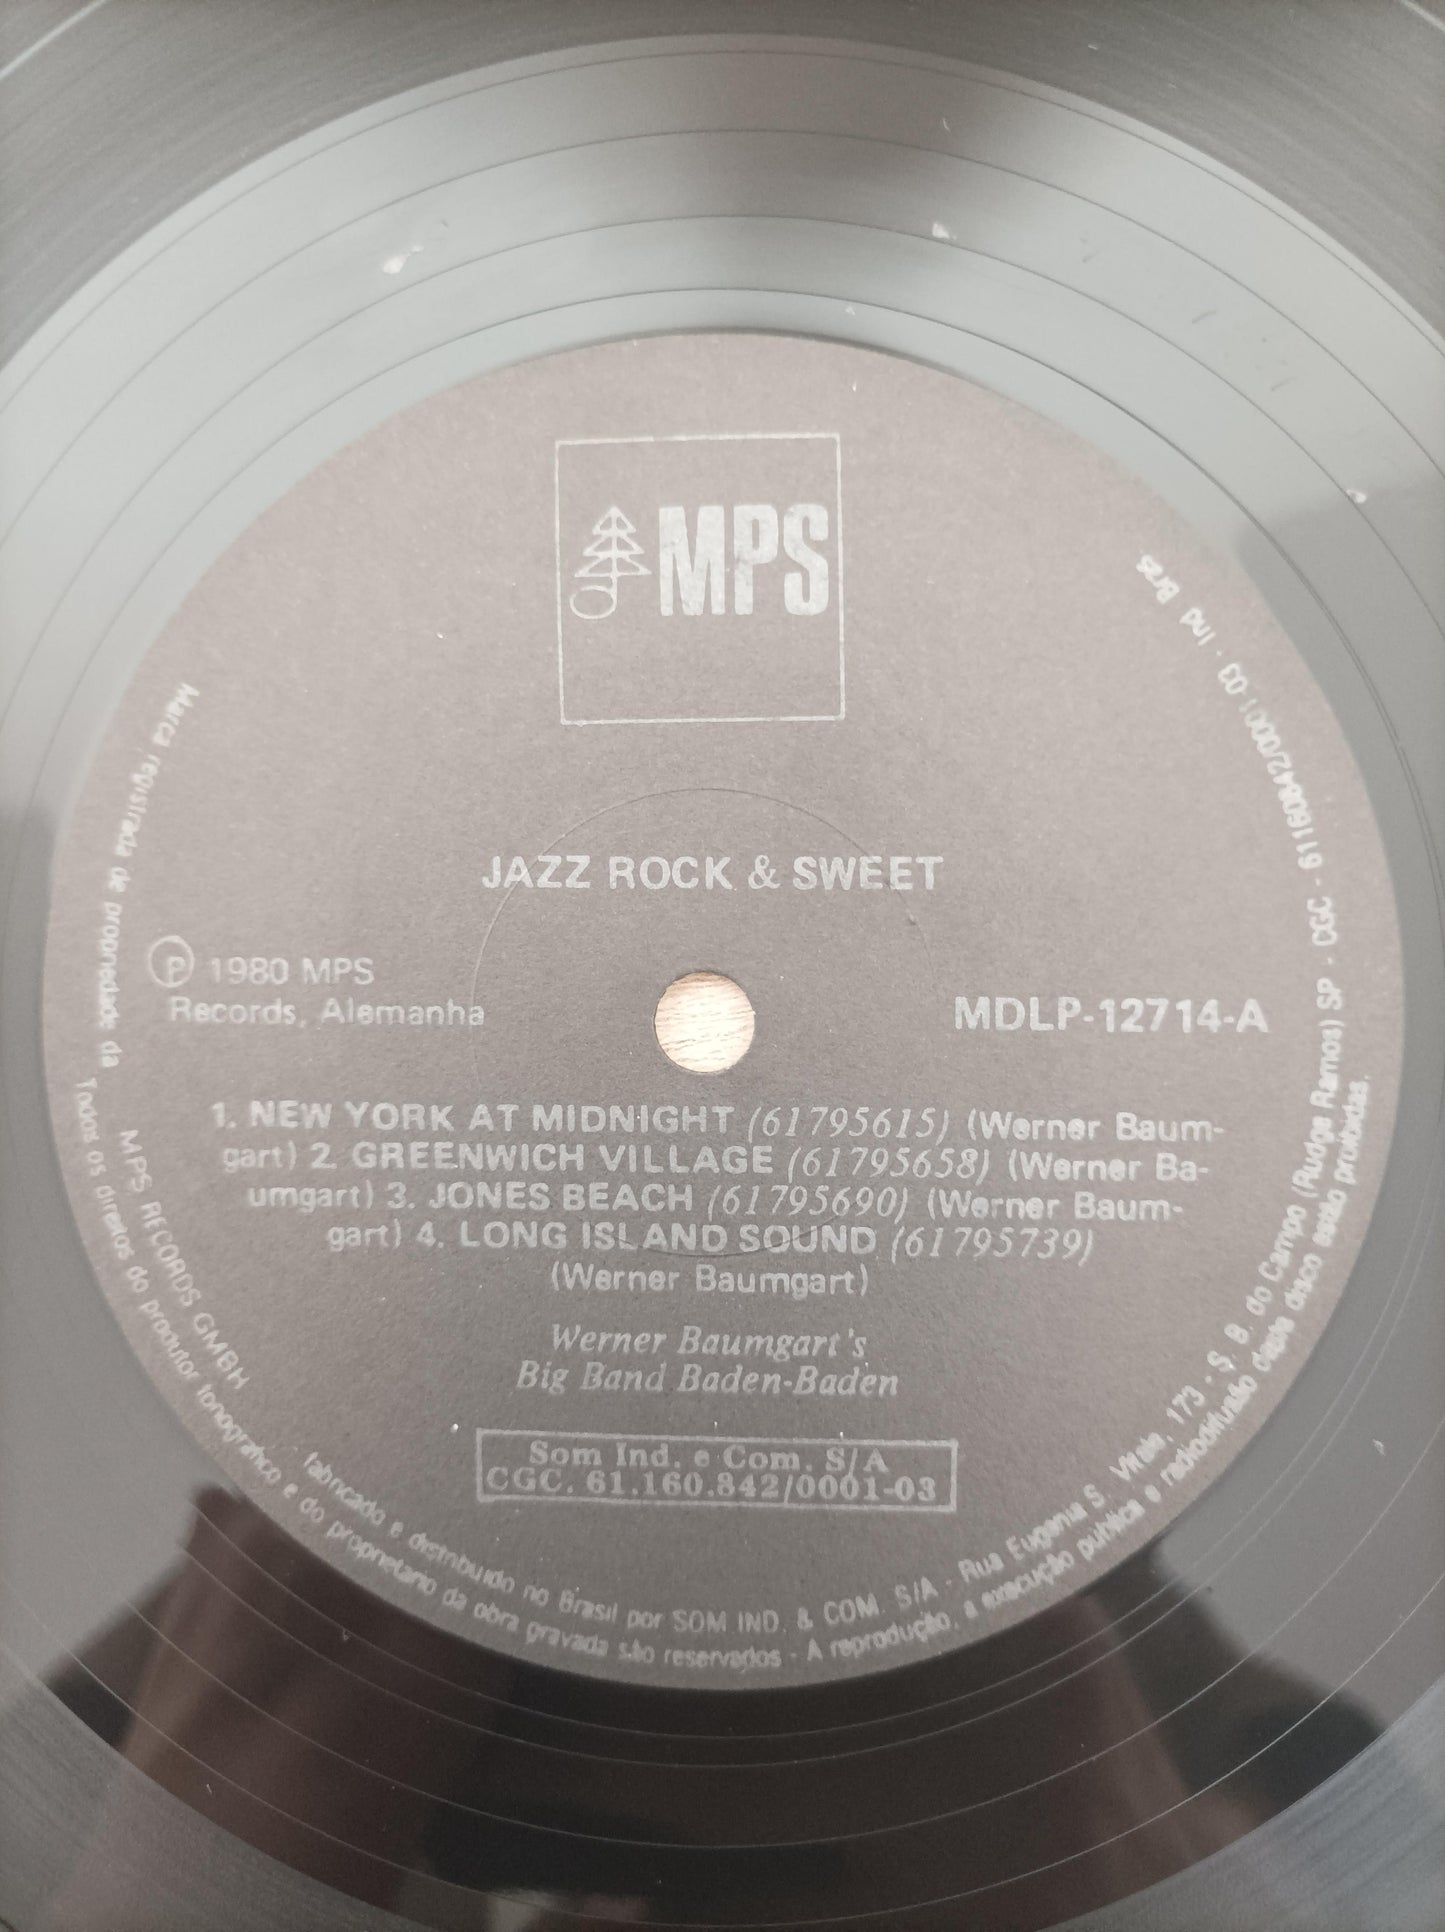 MPS
JAZZ ROCK & SWEET
Ⓟ 1980 MPS
Records, Alemanha
MDLP-12714-A
1. NEW YORK AT MIDNIGHT (61795615) (Werner Baum-
gart) 2. GREENWICH VILLAGE (61795658) (Werner Ba-
umgart) 3. JONES BEACH (61795690) (Werner Baum-
gart) 4. LONG ISLAND SOUND (61795739)
(Werner Baumgart)
Werner Baumgart's
Big Band Baden-Baden
Som Ind. e Com. S/A
CGC. 61.160.842/0001-03
Marca registrada de propriedade da MPS RECORDS GMBH fabricado e distribuido no Brasil por SOM IND. & COM. S/A - Rua Eugenia S. Vitale, 173 - S. B. do Campo (Rudge Ramos) SP - CGC - 61160842/0001-03 - Ind Bras
Todos os direitos do produtor fonografico e do proprietario da obra gravada são reservados - A reprodução, a execução publica e radiodifusão deste disco estão proibidas.